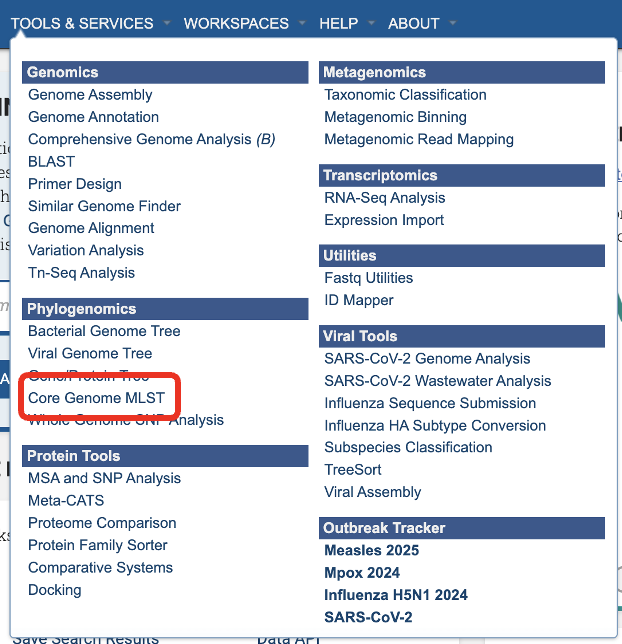 TOOLS & SERVICES WORKSPACES HELP ABOUT
Genomics
Genome Assembly
Genome Annotation
Comprehensive Genome Analysis (B)
BLAST
Primer Design
Similar Genome Finder
Genome Alignment
Variation Analysis
Tn-Seq Analysis
Phylogenomics
Bacterial Genome Tree
Viral Genome Tree
Gene/Protein Tree
Core Genome MLST
Whole Genome SNP Analysis
Protein Tools
MSA and SNP Analysis
Meta-CATS
Proteome Comparison
Protein Family Sorter
Comparative Systems
Docking
Metagenomics
Taxonomic Classification
Metagenomic Binning
Metagenomic Read Mapping
Transcriptomics
RNA-Seq Analysis
Expression Import
Utilities
Fastq Utilities
ID Mapper
Viral Tools
SARS-CoV-2 Genome Analysis
SARS-CoV-2 Wastewater Analysis
Influenza Sequence Submission
Influenza HA Subtype Conversion
Subspecies Classification
TreeSort
Viral Assembly
Outbreak Tracker
Measles 2025
Mpox 2024
Influenza H5N1 2024
SARS-CoV-2
Save Search Results Data API